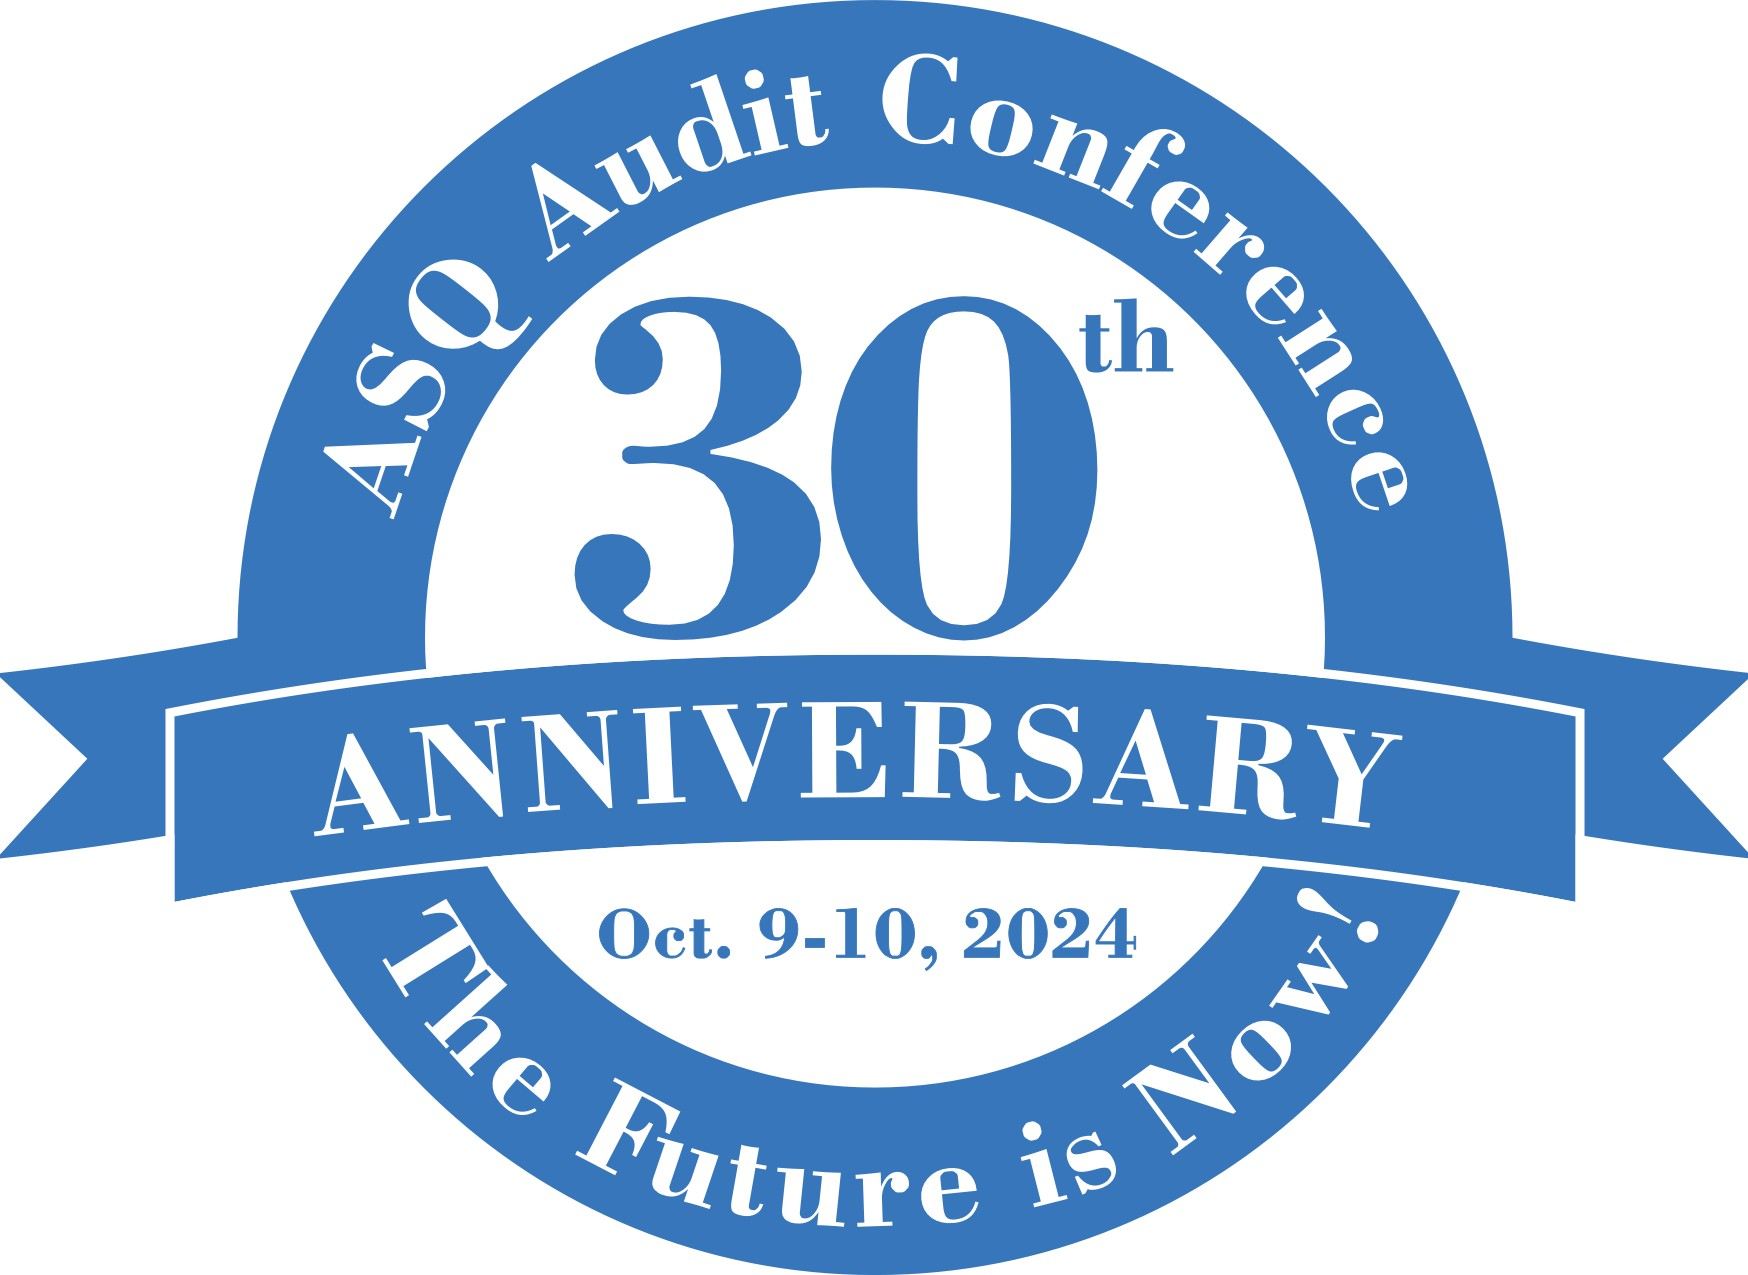 ASQ Audit Conference
30th
ANNIVERSARY
Oct. 9-10, 2024
The Future is Now!